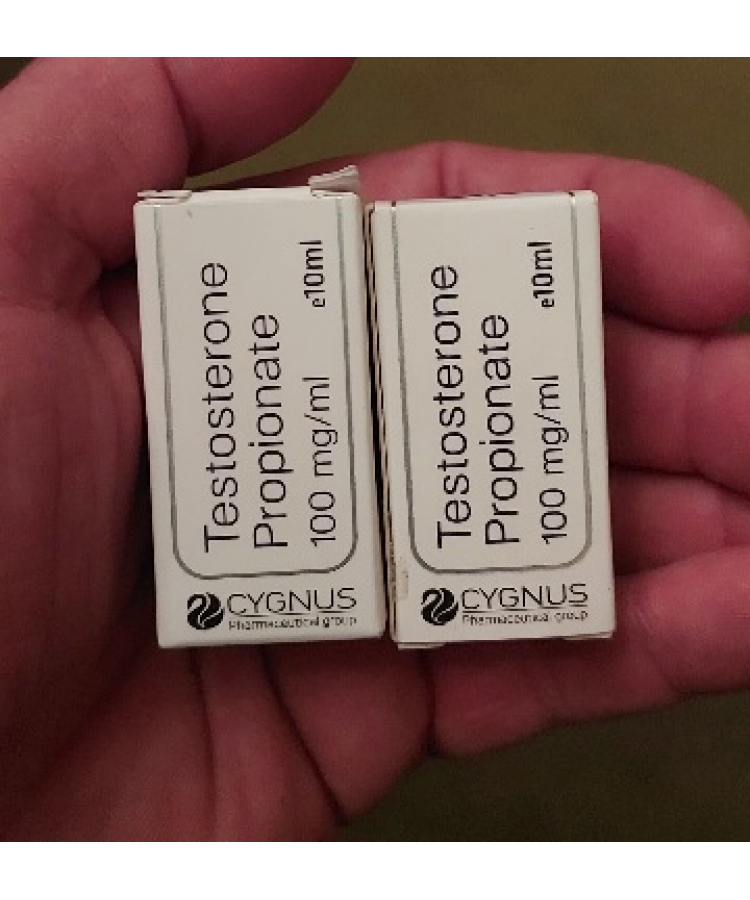 Testosterone
Propionate
100 mg/ml
e10ml
CYGNUS
Pharmaceutical group
Testosterone
Propionate
100 mg/ml
e10ml
CYGNUS
Pharmaceutical group